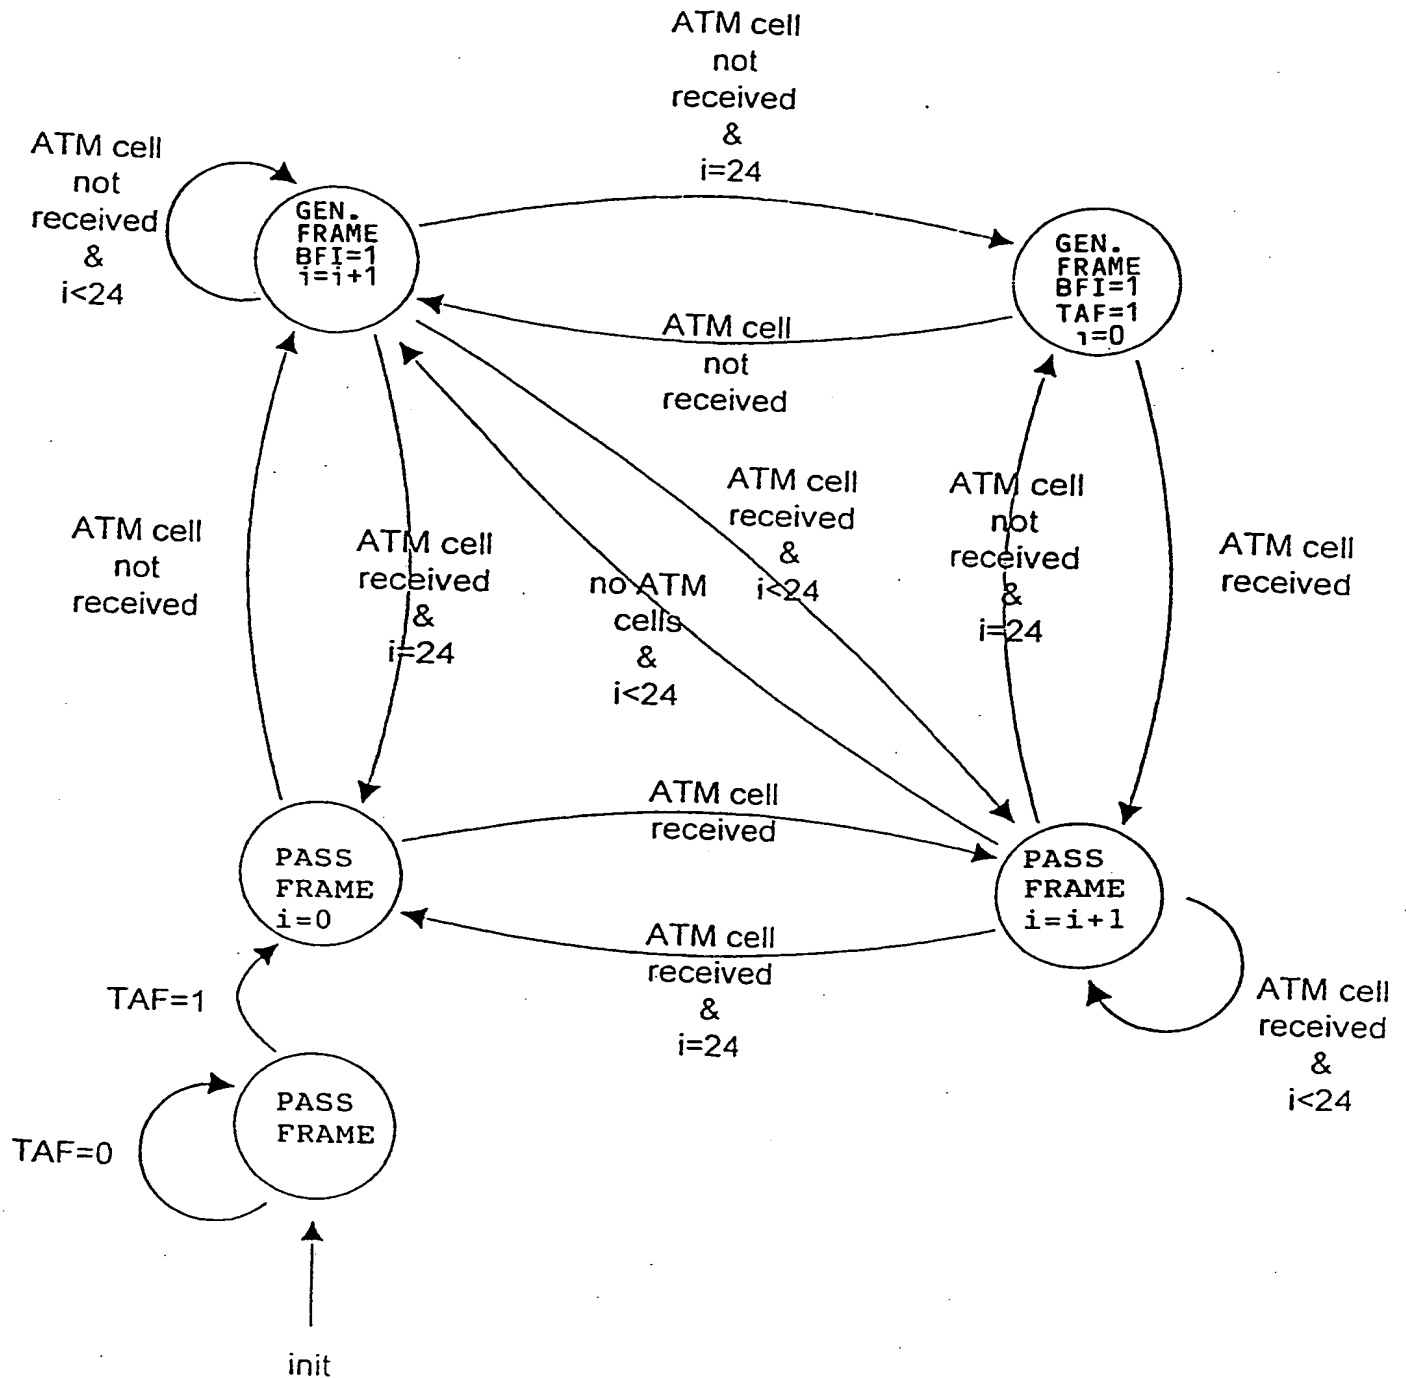 ATM cell
not
received
&
i=24
ATM cell
not
received
&
i<24
GEN.
FRAME
BFI=1
i=i+1
GEN.
FRAME
BFI=1
TAF=1
i=0
ATM cell
not
received
ATM cell
not
received
ATM cell
received
&
i=24
no ATM
cells
&
i<24
ATM cell
received
&
i<24
ATM cell
not
received
&
i=24
ATM cell
received
PASS
FRAME
i=0
ATM cell
received
PASS
FRAME
i=i+1
ATM cell
received
&
i=24
ATM cell
received
&
i<24
TAF=1
PASS
FRAME
TAF=0
init